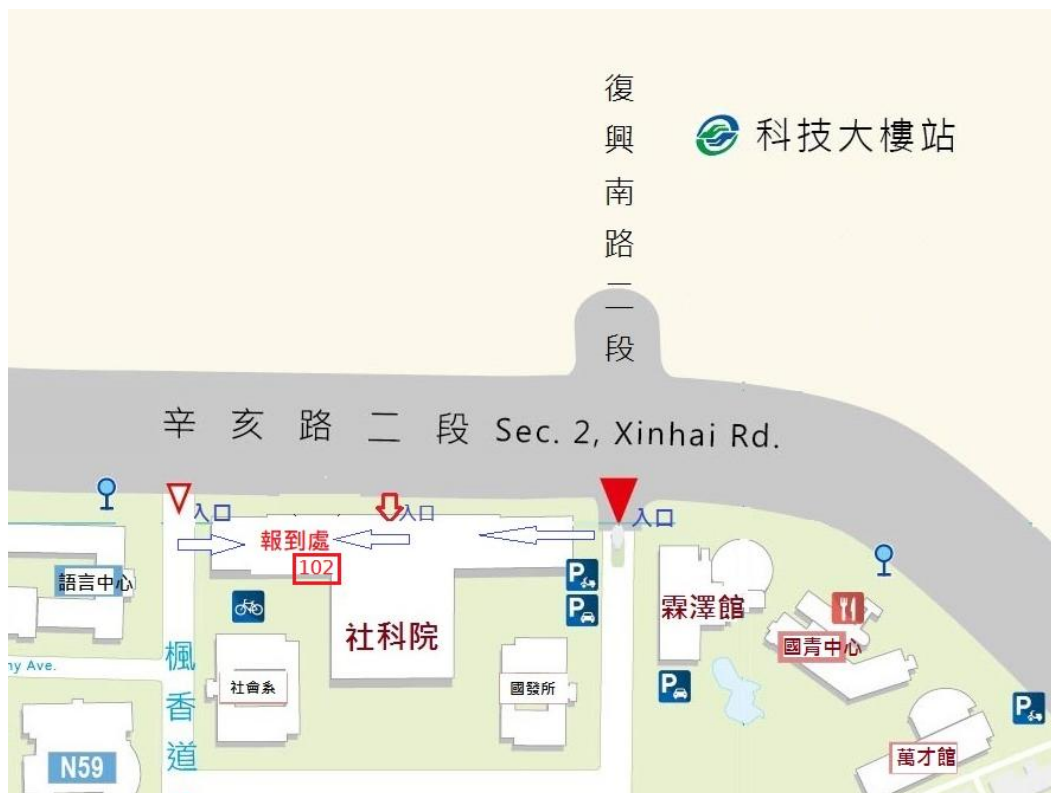 復興南路二段
科技大樓站
辛亥路二段 Sec. 2, Xinhai Rd.
入口
入口
入口
報到處
102
語言中心
P
P
社科院
霖澤館
國青中心
ny Ave.
楓香道
社會系
國發所
P
P
N59
萬才館